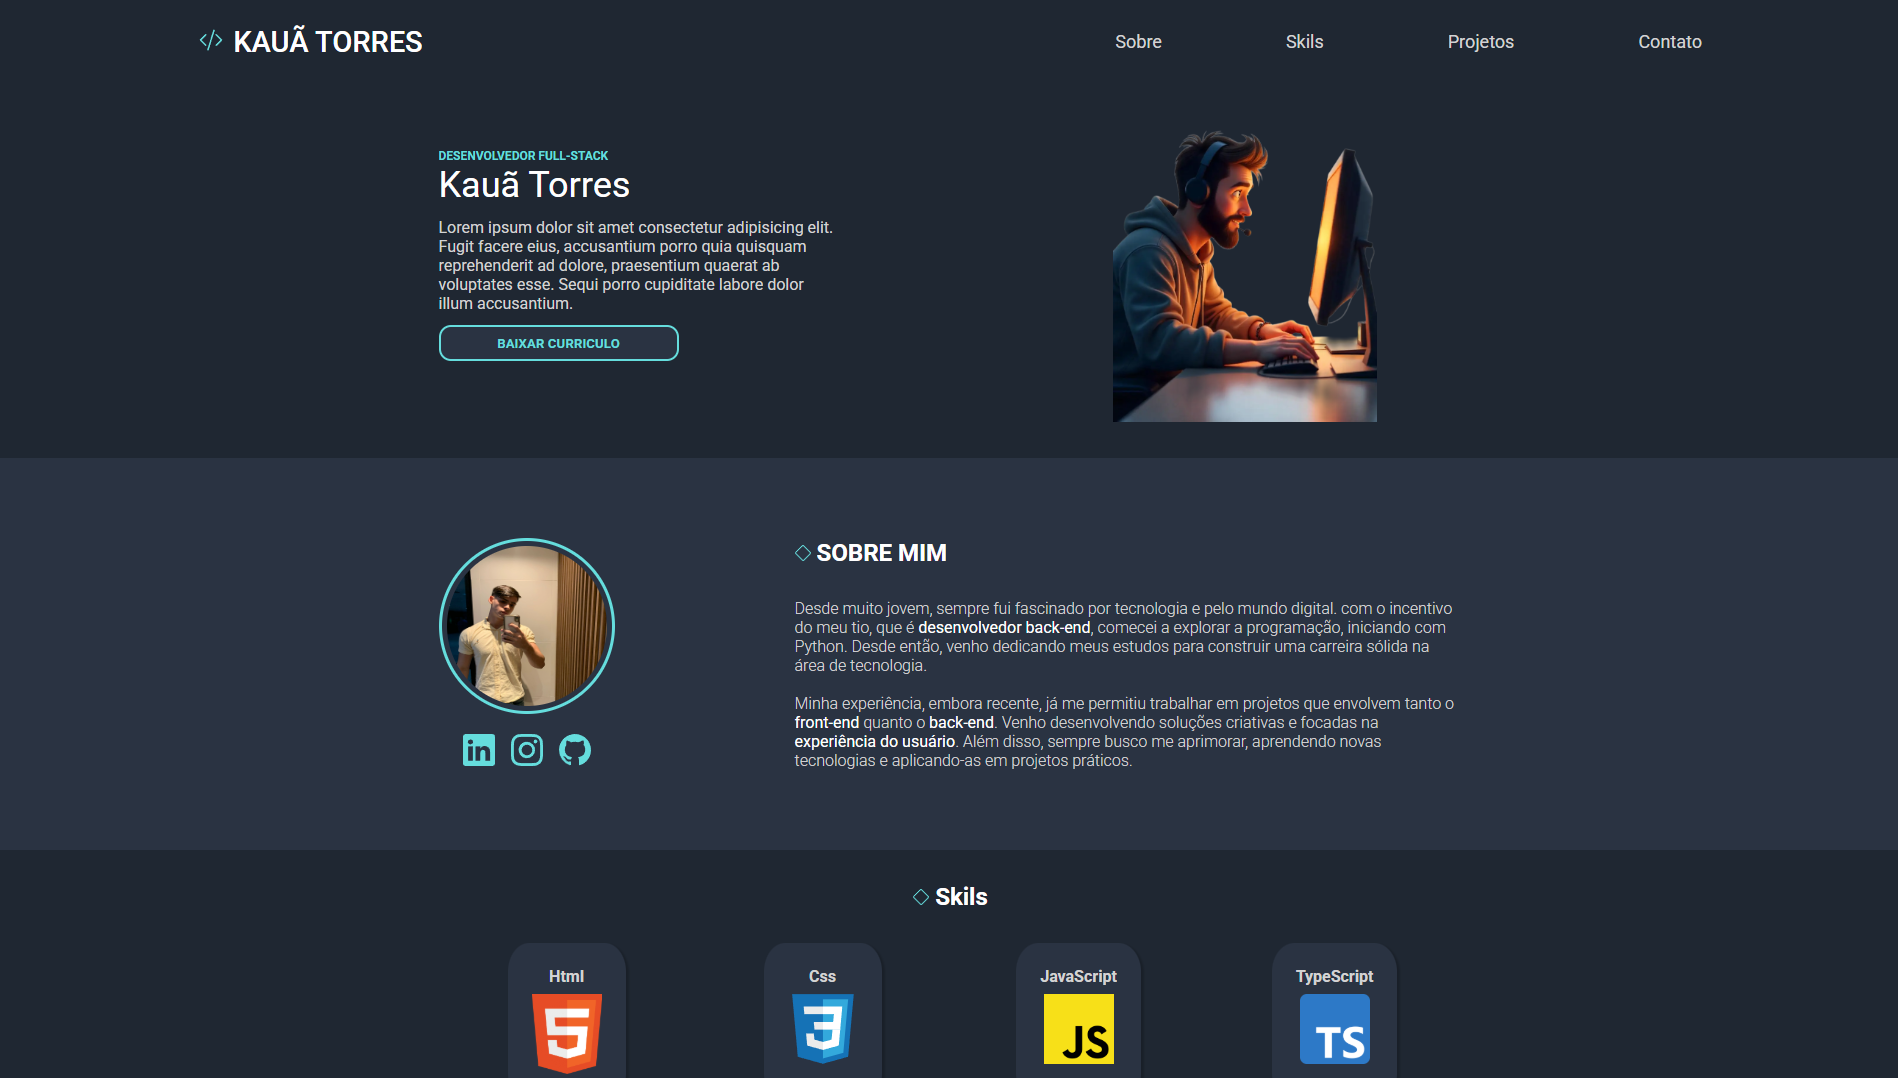 </> KAUÃ TORRES
Sobre Skils Projetos Contato
DESENVOLVEDOR FULL-STACK
Kauã Torres
Lorem ipsum dolor sit amet consectetur adipisicing elit.
Fugit facere eius, accusantium porro quia quisquam
reprehenderit ad dolore, praesentium quaerat ab
voluptates esse. Sequi porro cupiditate labore dolor
illum accusantium.
BAIXAR CURRICULO
SOBRE MIM
Desde muito jovem, sempre fui fascinado por tecnologia e pelo mundo digital. com o incentivo
do meu tio, que é desenvolvedor back-end, comecei a explorar a programação, iniciando com
Python. Desde então, venho dedicando meus estudos para construir uma carreira sólida na
área de tecnologia.
Minha experiência, embora recente, já me permitiu trabalhar em projetos que envolvem tanto o
front-end quanto o back-end. Venho desenvolvendo soluções criativas e focadas na
experiência do usuário. Além disso, sempre busco me aprimorar, aprendendo novas
tecnologias e aplicando-as em projetos práticos.
in
Skils
Html Css JavaScript TypeScript
5 3 JS TS